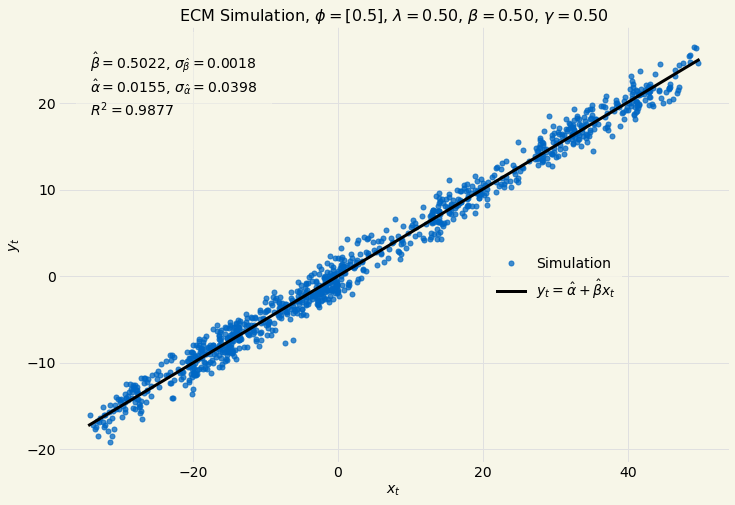 ECM Simulation, ϕ = [0.5], λ = 0.50, β = 0.50, γ = 0.50
β̂ = 0.5022, σ_β̂ = 0.0018
α̂ = 0.0155, σ_α̂ = 0.0398
R² = 0.9877
20
10
0
−10
−20
y_t
Simulation
y_t = α̂ + β̂x_t
−20 0 20 40
x_t